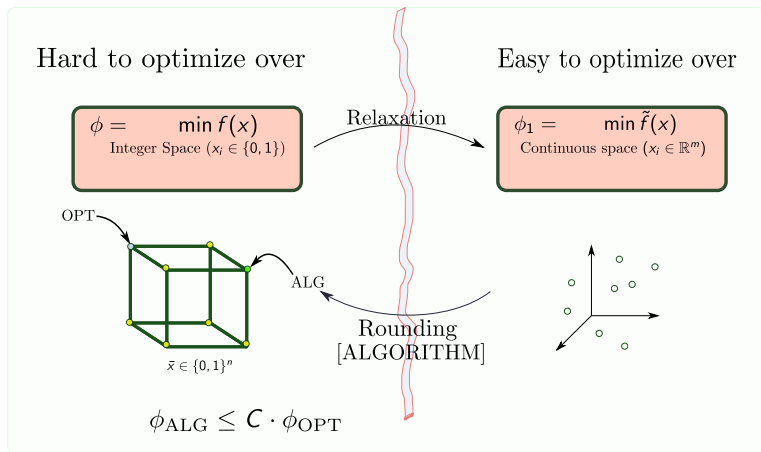 Hard to optimize over
Easy to optimize over
Relaxation
ϕ = min f(x)
Integer Space (xᵢ ∈ {0, 1})
ϕ₁ = min f̃(x)
Continuous space (xᵢ ∈ ℝᵐ)
OPT
ALG
Rounding
[ALGORITHM]
x̄ ∈ {0, 1}ⁿ
ϕ_ALG ≤ C · ϕ_OPT